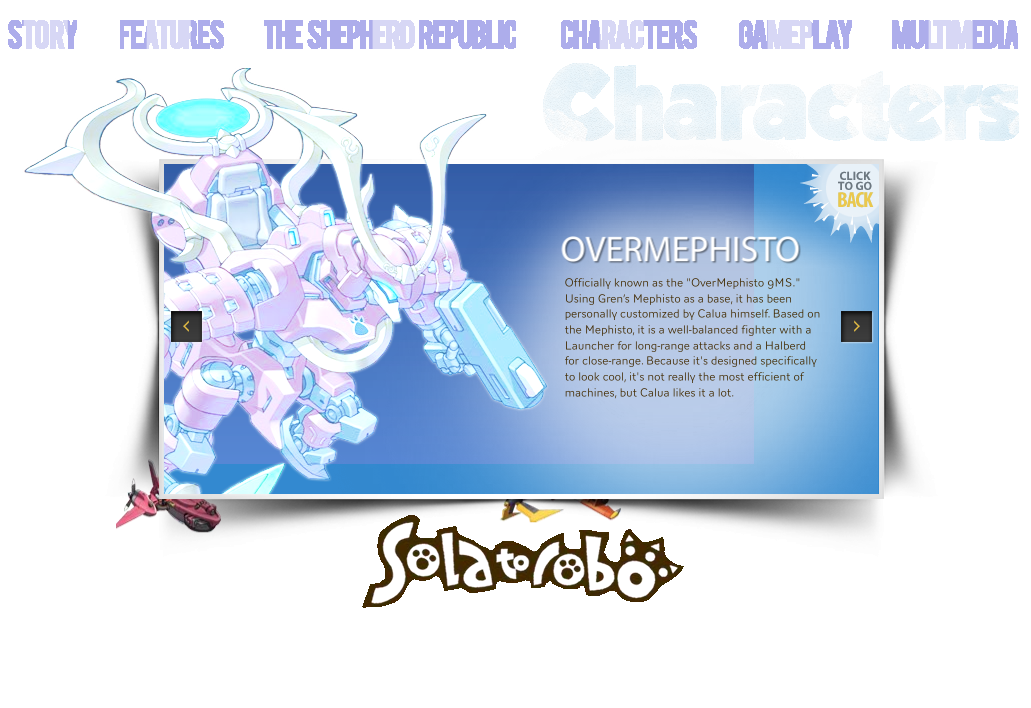 STORY FEATURES THE SHEPHERD REPUBLIC CHARACTERS GAMEPLAY MULTIMEDIA
Characters
CLICK
TO GO
BACK
OVERMEPHISTO
Officially known as the "OverMephisto 9MS."
Using Gren's Mephisto as a base, it has been
personally customized by Calua himself. Based on
the Mephisto, it is a well-balanced fighter with a
Launcher for long-range attacks and a Halberd
for close-range. Because it's designed specifically
to look cool, it's not really the most efficient of
machines, but Calua likes it a lot.
Solatorobo